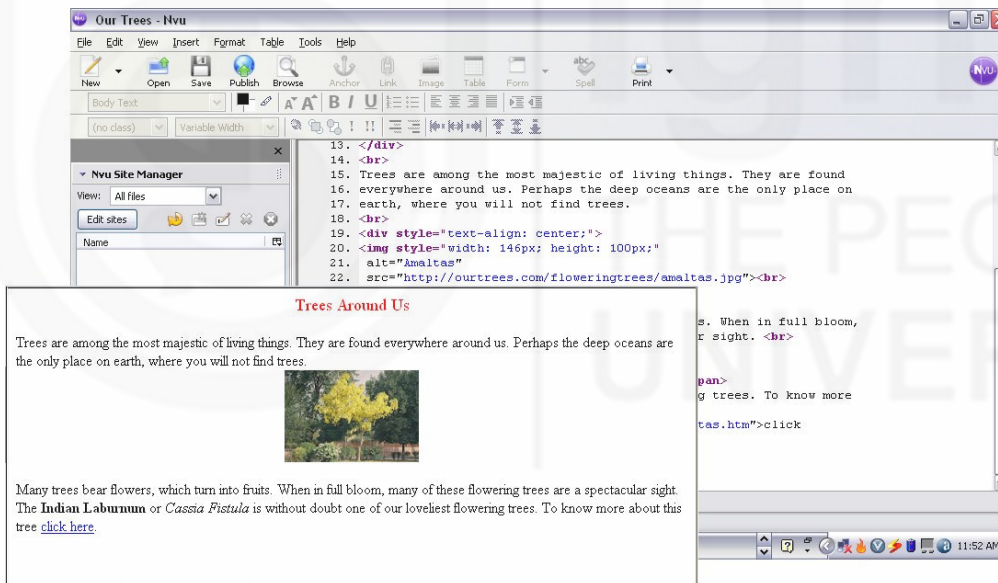 Our Trees - Nvu
File Edit View Insert Format Table Tools Help
New Open Save Publish Browse Anchor Link Image Table Form Spell Print
Body Text
(no class) Variable Width
Nvu Site Manager
View: All files
Edit sites
Name
13. </div>
14. <br>
15. Trees are among the most majestic of living things. They are found
16. everywhere around us. Perhaps the deep oceans are the only place on
17. earth, where you will not find trees.
18. <br>
19. <div style="text-align: center;">
20. <img style="width: 146px; height: 100px;"
21. alt="Amaltas"
22. src="http://ourtrees.com/floweringtrees/amaltas.jpg"><br>
s. When in full bloom,
r sight. <br>
pan>
g trees. To know more
tas.htm">click
Trees Around Us
Trees are among the most majestic of living things. They are found everywhere around us. Perhaps the deep oceans are
the only place on earth, where you will not find trees.
Many trees bear flowers, which turn into fruits. When in full bloom, many of these flowering trees are a spectacular sight.
The Indian Laburnum or Cassia Fistula is without doubt one of our loveliest flowering trees. To know more about this
tree click here.
11:52 AM
THE PEO
UNIVER